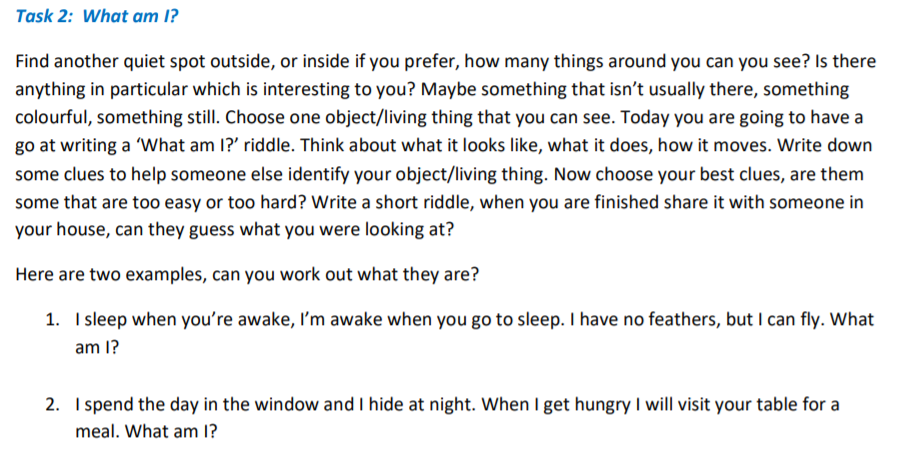 Task 2:  What am I?
Find another quiet spot outside, or inside if you prefer, how many things around you can you see? Is there
anything in particular which is interesting to you? Maybe something that isn’t usually there, something
colourful, something still. Choose one object/living thing that you can see. Today you are going to have a
go at writing a ‘What am I?’ riddle. Think about what it looks like, what it does, how it moves. Write down
some clues to help someone else identify your object/living thing. Now choose your best clues, are them
some that are too easy or too hard? Write a short riddle, when you are finished share it with someone in
your house, can they guess what you were looking at?
Here are two examples, can you work out what they are?
1. I sleep when you’re awake, I’m awake when you go to sleep. I have no feathers, but I can fly. What
am I?
2. I spend the day in the window and I hide at night. When I get hungry I will visit your table for a
meal. What am I?